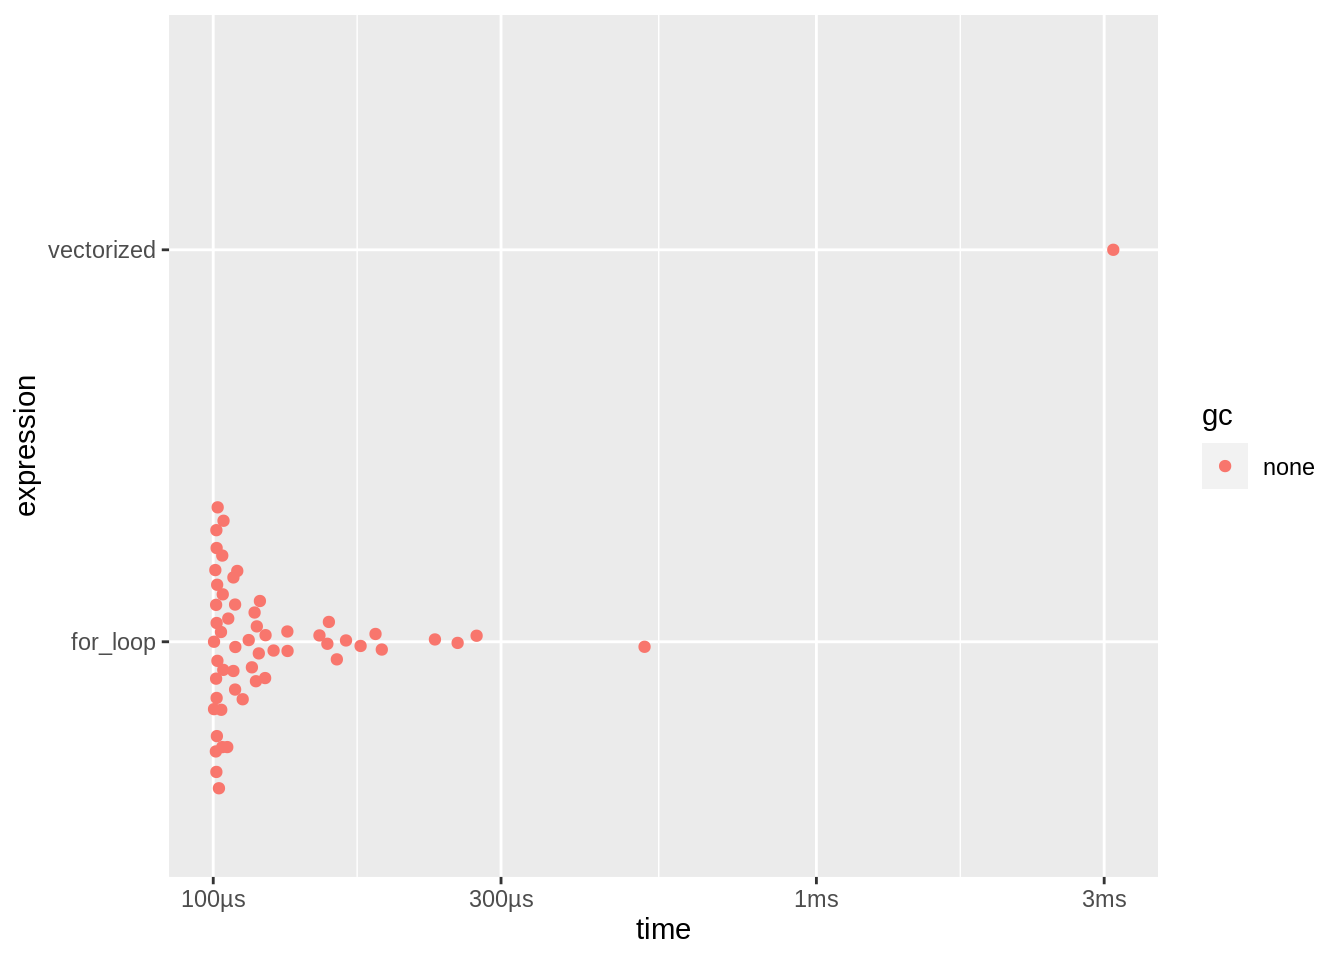 expression
vectorized
for_loop
100µs
300µs
1ms
3ms
time
gc
none